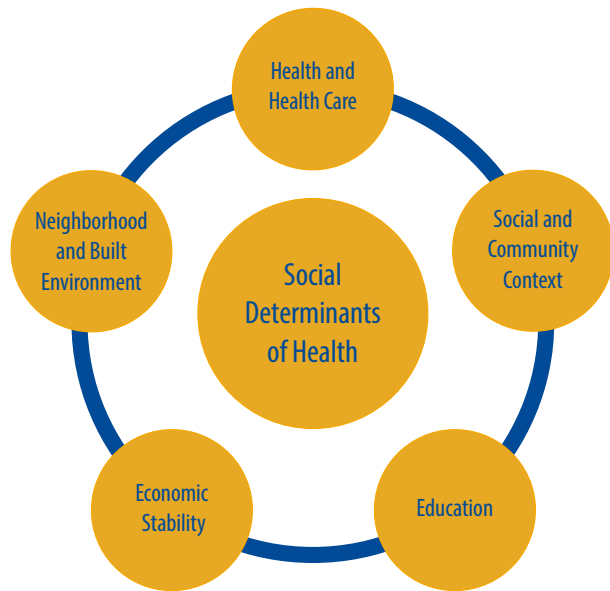 Health and
Health Care
Neighborhood
and Built
Environment
Social and
Community
Context
Social
Determinants
of Health
Economic
Stability
Education